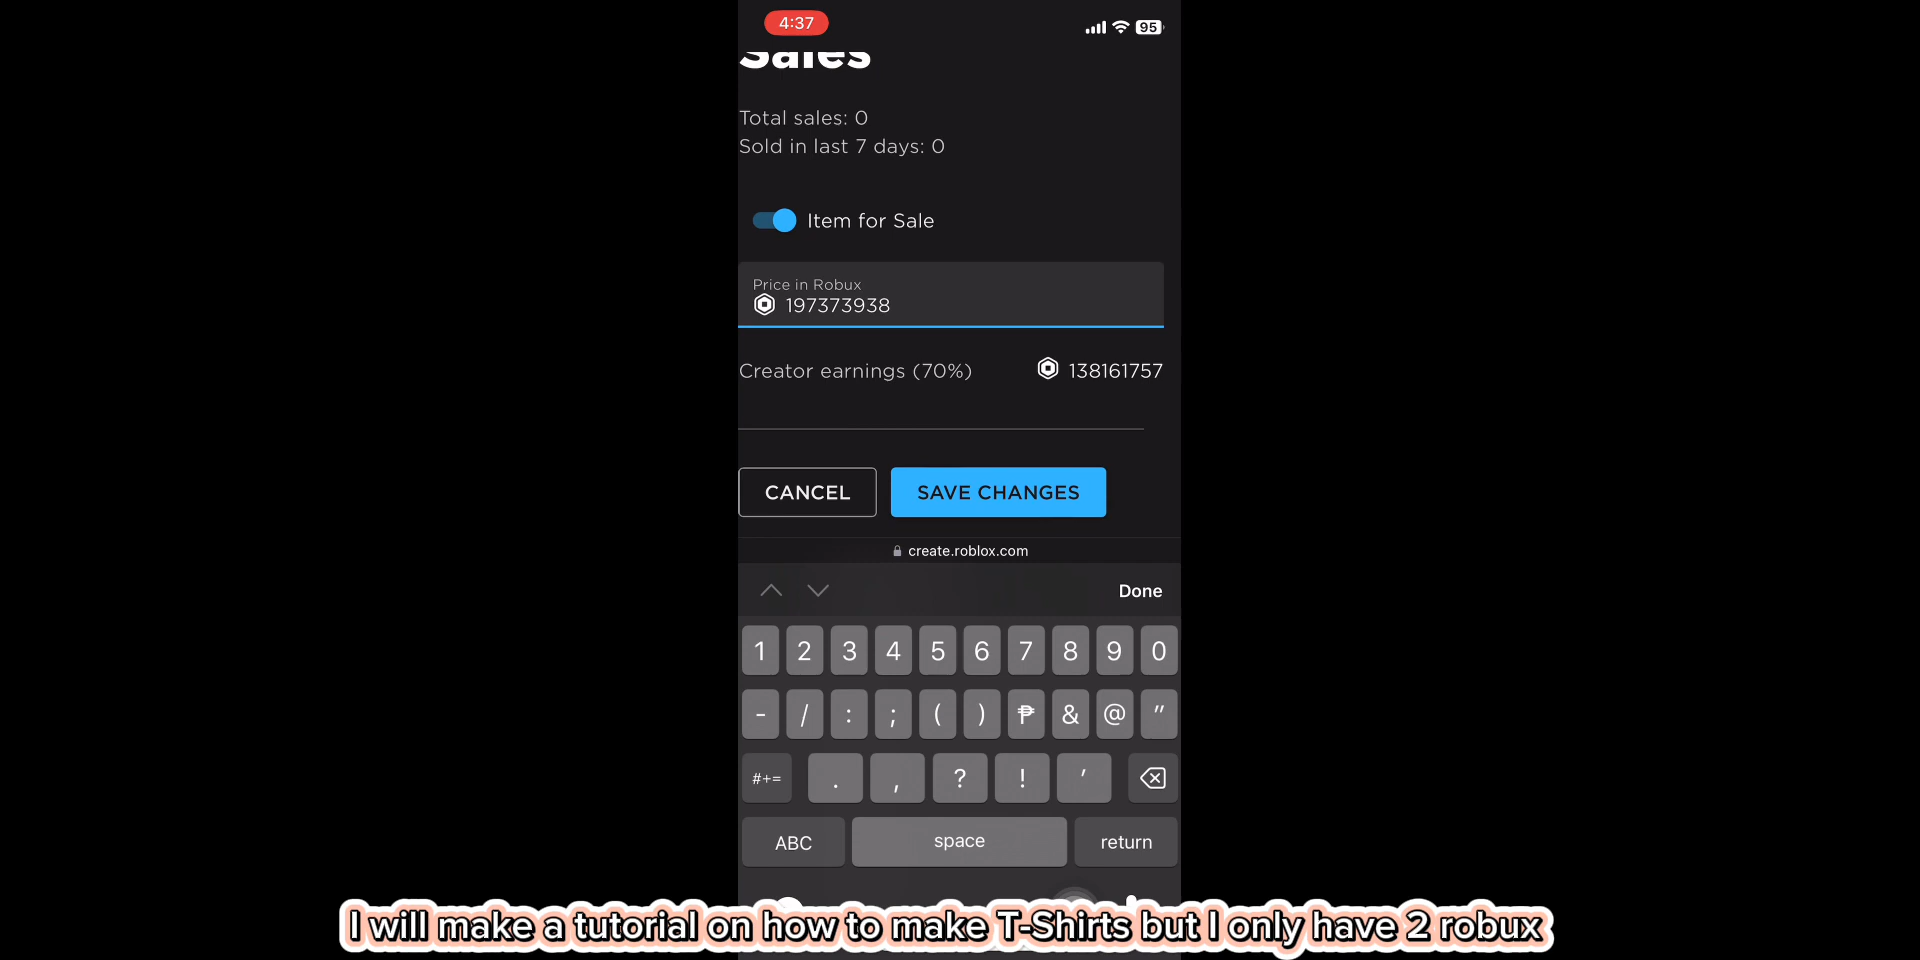 4:37
95
Sales
Total sales: 0
Sold in last 7 days: 0
Item for Sale
Price in Robux
197373938
Creator earnings (70%) 138161757
CANCEL SAVE CHANGES
create.roblox.com
Done
1 2 3 4 5 6 7 8 9 0
- / : ; ( ) ₱ & @ "
#+= . , ? ! '
ABC space return
I will make a tutorial on how to make T-Shirts but I only have 2 robux